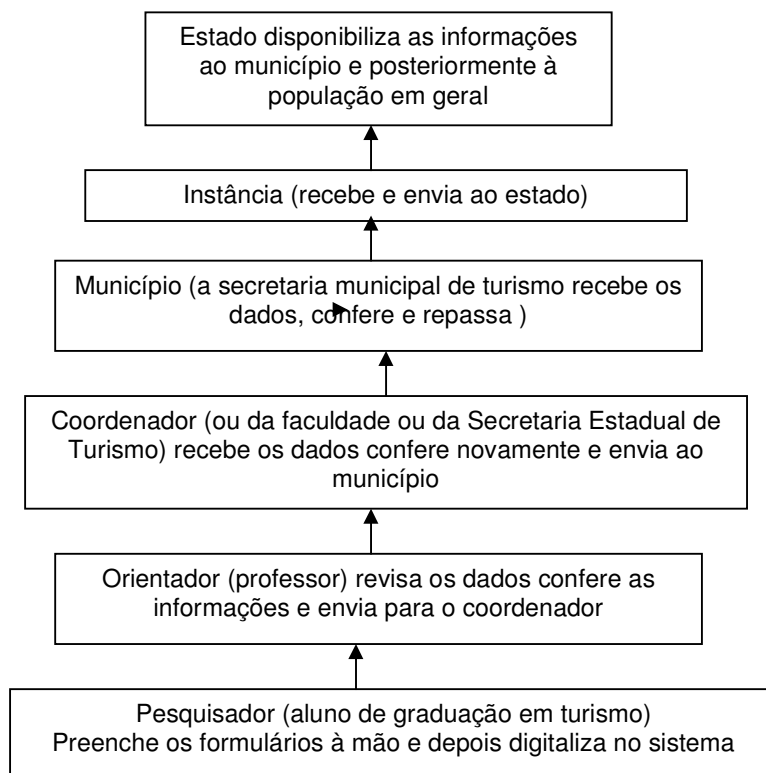 Estado disponibiliza as informações
ao município e posteriormente à
população em geral
Instância (recebe e envia ao estado)
Município (a secretaria municipal de turismo recebe os
dados, confere e repassa )
Coordenador (ou da faculdade ou da Secretaria Estadual de
Turismo) recebe os dados confere novamente e envia ao
município
Orientador (professor) revisa os dados confere as
informações e envia para o coordenador
Pesquisador (aluno de graduação em turismo)
Preenche os formulários à mão e depois digitaliza no sistema